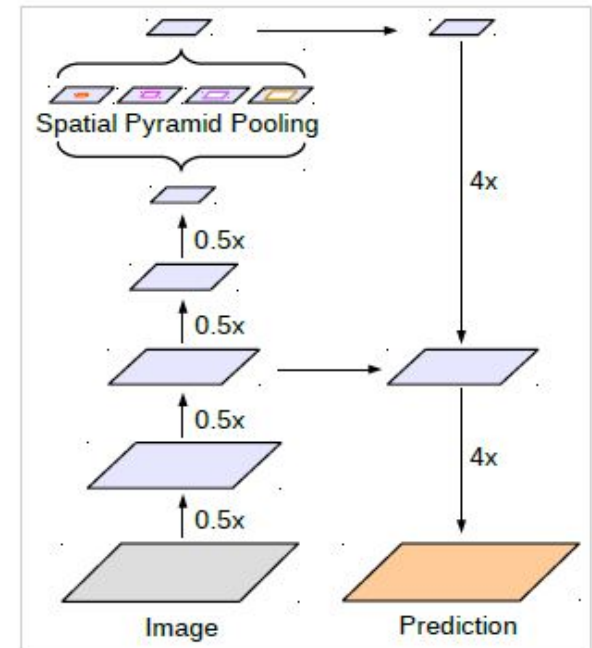 Spatial Pyramid Pooling
4x
0.5x
0.5x
0.5x
4x
0.5x
Image
Prediction